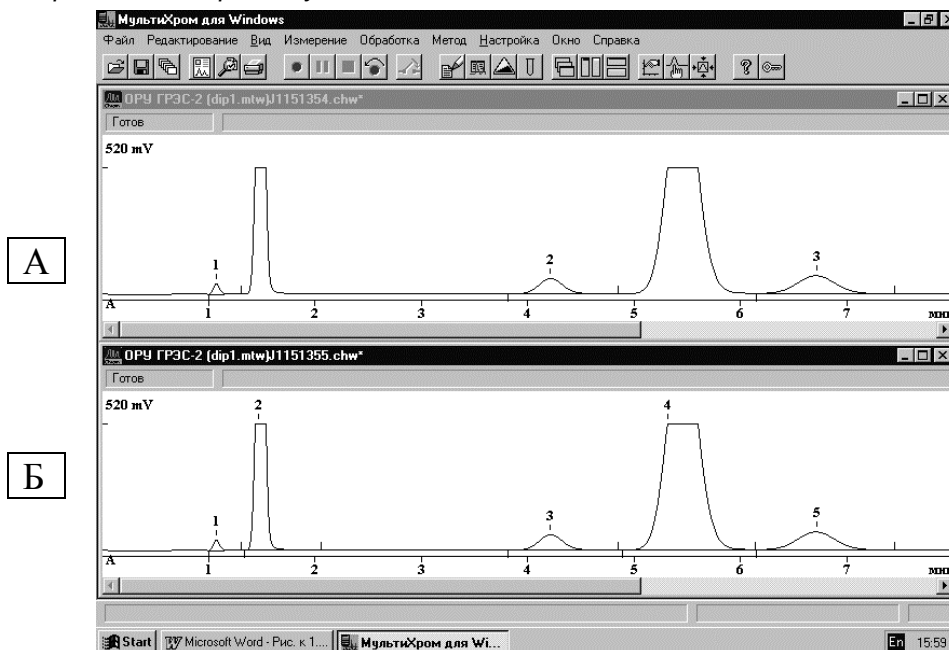 МультиХром для Windows
Файл Редактирование Вид Измерение Обработка Метод Настройка Окно Справка
ОРУ ГРЭС-2 (dip1.mtw)J1151354.chw*
Готов
520 mV
А
1
2
3
A
1 2 3 4 5 6 7 мин
ОРУ ГРЭС-2 (dip1.mtw)J1151355.chw*
Готов
520 mV
Б
1
2
3
4
5
A
1 2 3 4 5 6 7 мин
Start Microsoft Word - Рис. к 1.... МультиХром для Wi... En 15:59